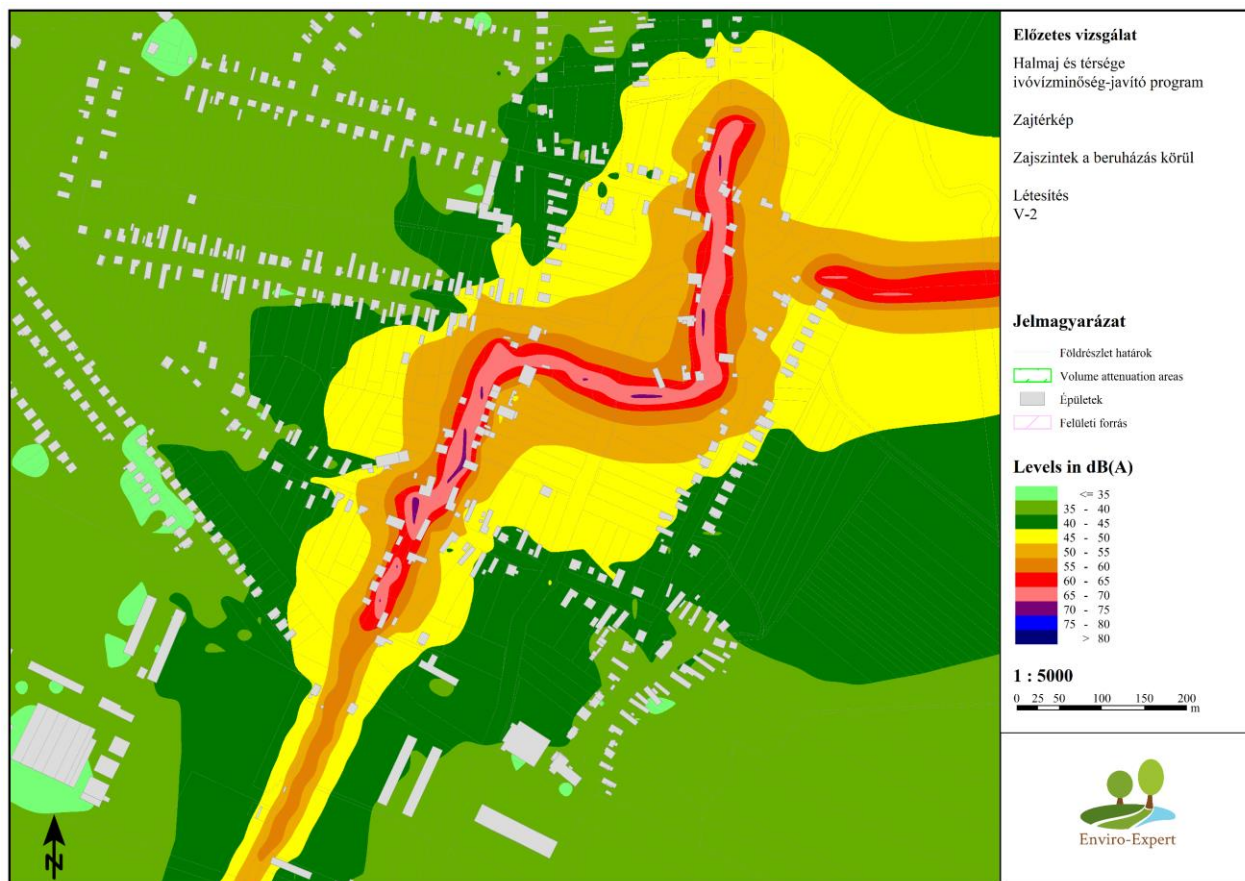 Előzetes vizsgálat
Halmaj és térsége
ivóvízminőség-javító program
Zajtérkép
Zajszintek a beruházás körül
Létesítés
V-2
Jelmagyarázat
Földrészlet határok
Volume attenuation areas
Épületek
Felületi forrás
Levels in dB(A)
<= 35
35 - 40
40 - 45
45 - 50
50 - 55
55 - 60
60 - 65
65 - 70
70 - 75
75 - 80
> 80
1 : 5000
0 25 50 100 150 200
m
Enviro-Expert
N